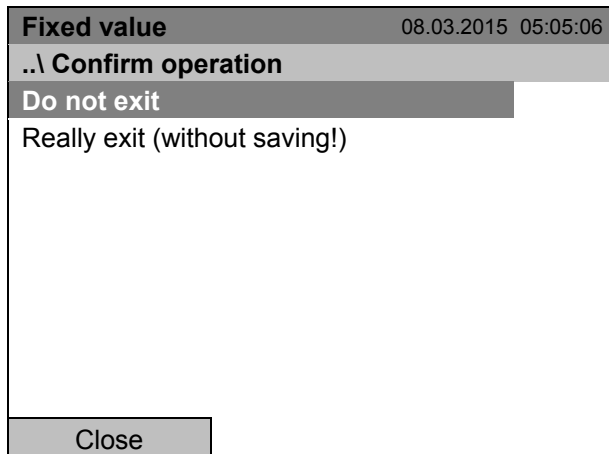 Fixed value 08.03.2015 05:05:06
..\ Confirm operation
Do not exit
Really exit (without saving!)
Close